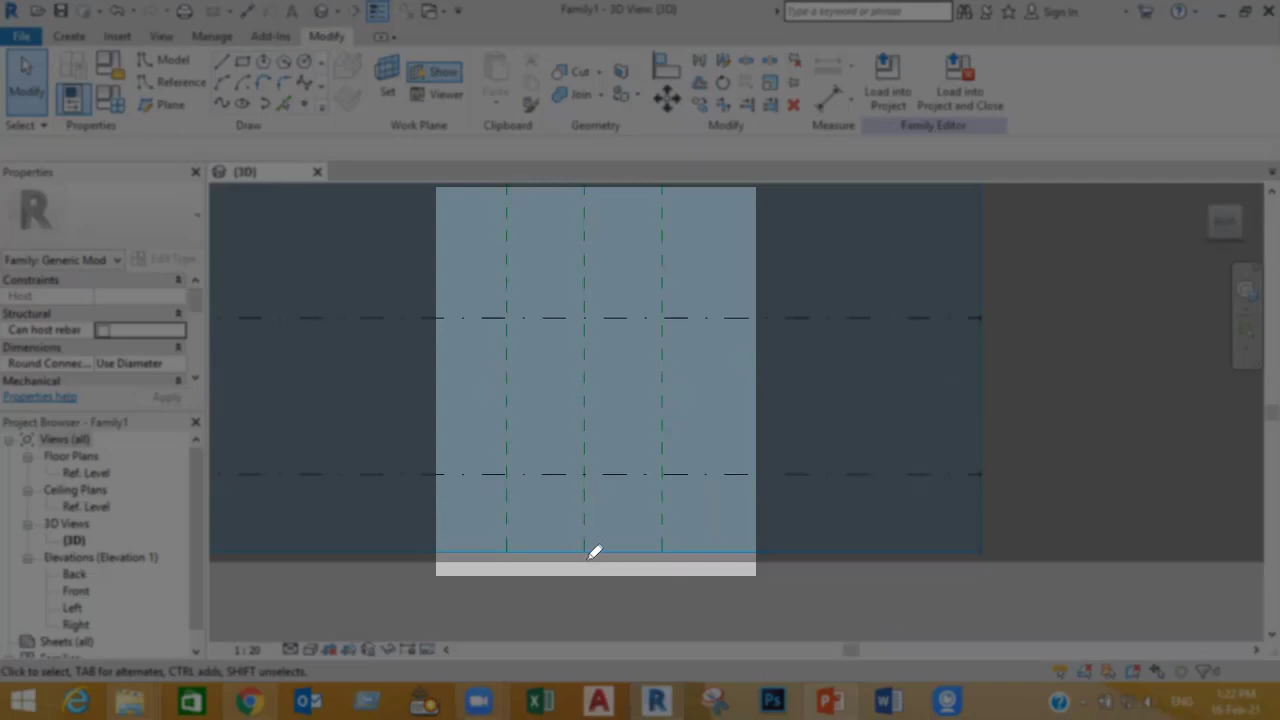 Family1 - 3D View: {3D}
Type a keyword or phrase
Sign In
File
Create
Insert
View
Manage
Add-Ins
Modify
Modify
Model
Reference
Plane
Set
Show
Viewer
Paste
Cut
Join
Load into
Project
Load into
Project and Close
Select
Properties
Draw
Work Plane
Clipboard
Geometry
Modify
Measure
Family Editor
Properties
{3D}
Family: Generic Mod
Edit Type
Constraints
Host
Structural
Can host rebar
Dimensions
Round Connec...
Use Diameter
Mechanical
Properties help
Apply
Project Browser - Family1
Views (all)
Floor Plans
Ref. Level
Ceiling Plans
Ref. Level
3D Views
{3D}
Elevations (Elevation 1)
Back
Front
Left
Right
Sheets (all)
1 : 20
Click to select, TAB for alternates, CTRL adds, SHIFT unselects.
:0
ENG
1:22 PM